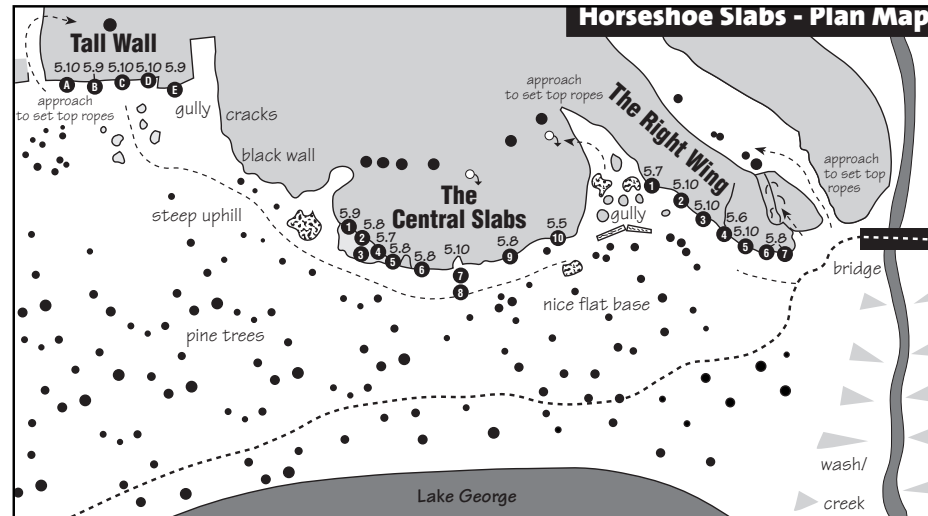 Horseshoe Slabs - Plan Map
Tall Wall
5.10 5.9 5.10 5.10 5.9
A B C D E
approach
to set top ropes
gully
cracks
black wall
steep uphill
pine trees
The
Central Slabs
5.9
5.8
5.7
5.8
5.8
5.10
5.8
5.5
1
2
3
4
5
6
7
8
9
10
approach
to set top ropes
The Right Wing
5.7
5.10
5.10
5.6
5.10
5.8
1
2
3
4
5
6
7
gully
nice flat base
approach
to set top
ropes
bridge
wash/
creek
Lake George